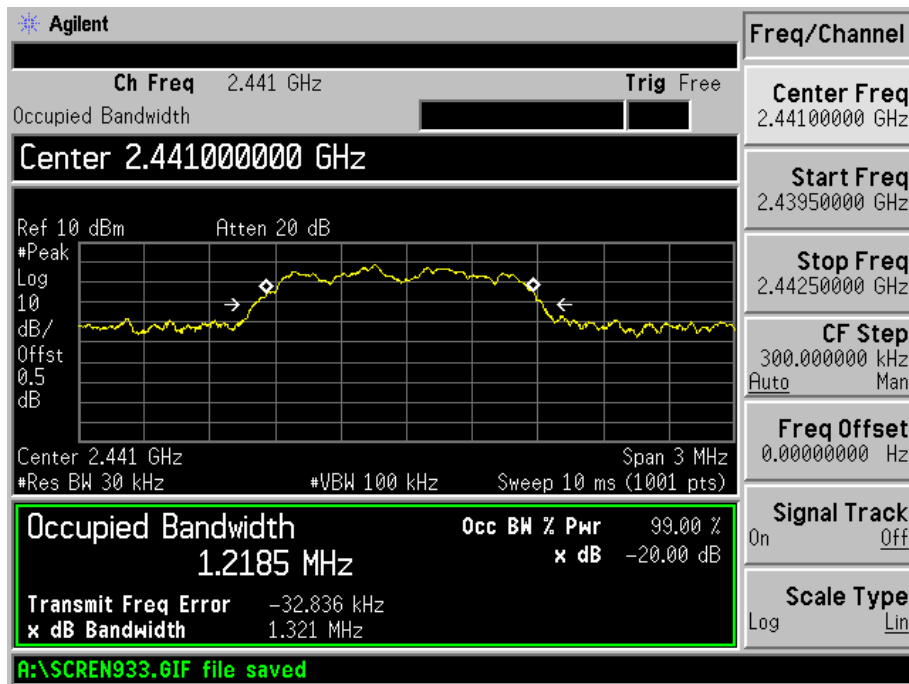 Agilent
Freq/Channel
Ch Freq 2.441 GHz Trig Free
Occupied Bandwidth
Center 2.441000000 GHz
Ref 10 dBm Atten 20 dB
#Peak
Log
10
dB/
Offst
0.5
dB
Center 2.441 GHz Span 3 MHz
#Res BW 30 kHz #VBW 100 kHz Sweep 10 ms (1001 pts)
Occupied Bandwidth Occ BW % Pwr 99.00 %
1.2185 MHz x dB -20.00 dB
Transmit Freq Error -32.836 kHz
x dB Bandwidth 1.321 MHz
A:\SCREN933.GIF file saved
Center Freq
2.44100000 GHz
Start Freq
2.43950000 GHz
Stop Freq
2.44250000 GHz
CF Step
300.000000 kHz
Auto Man
Freq Offset
0.00000000 Hz
Signal Track
On Off
Scale Type
Log Lin